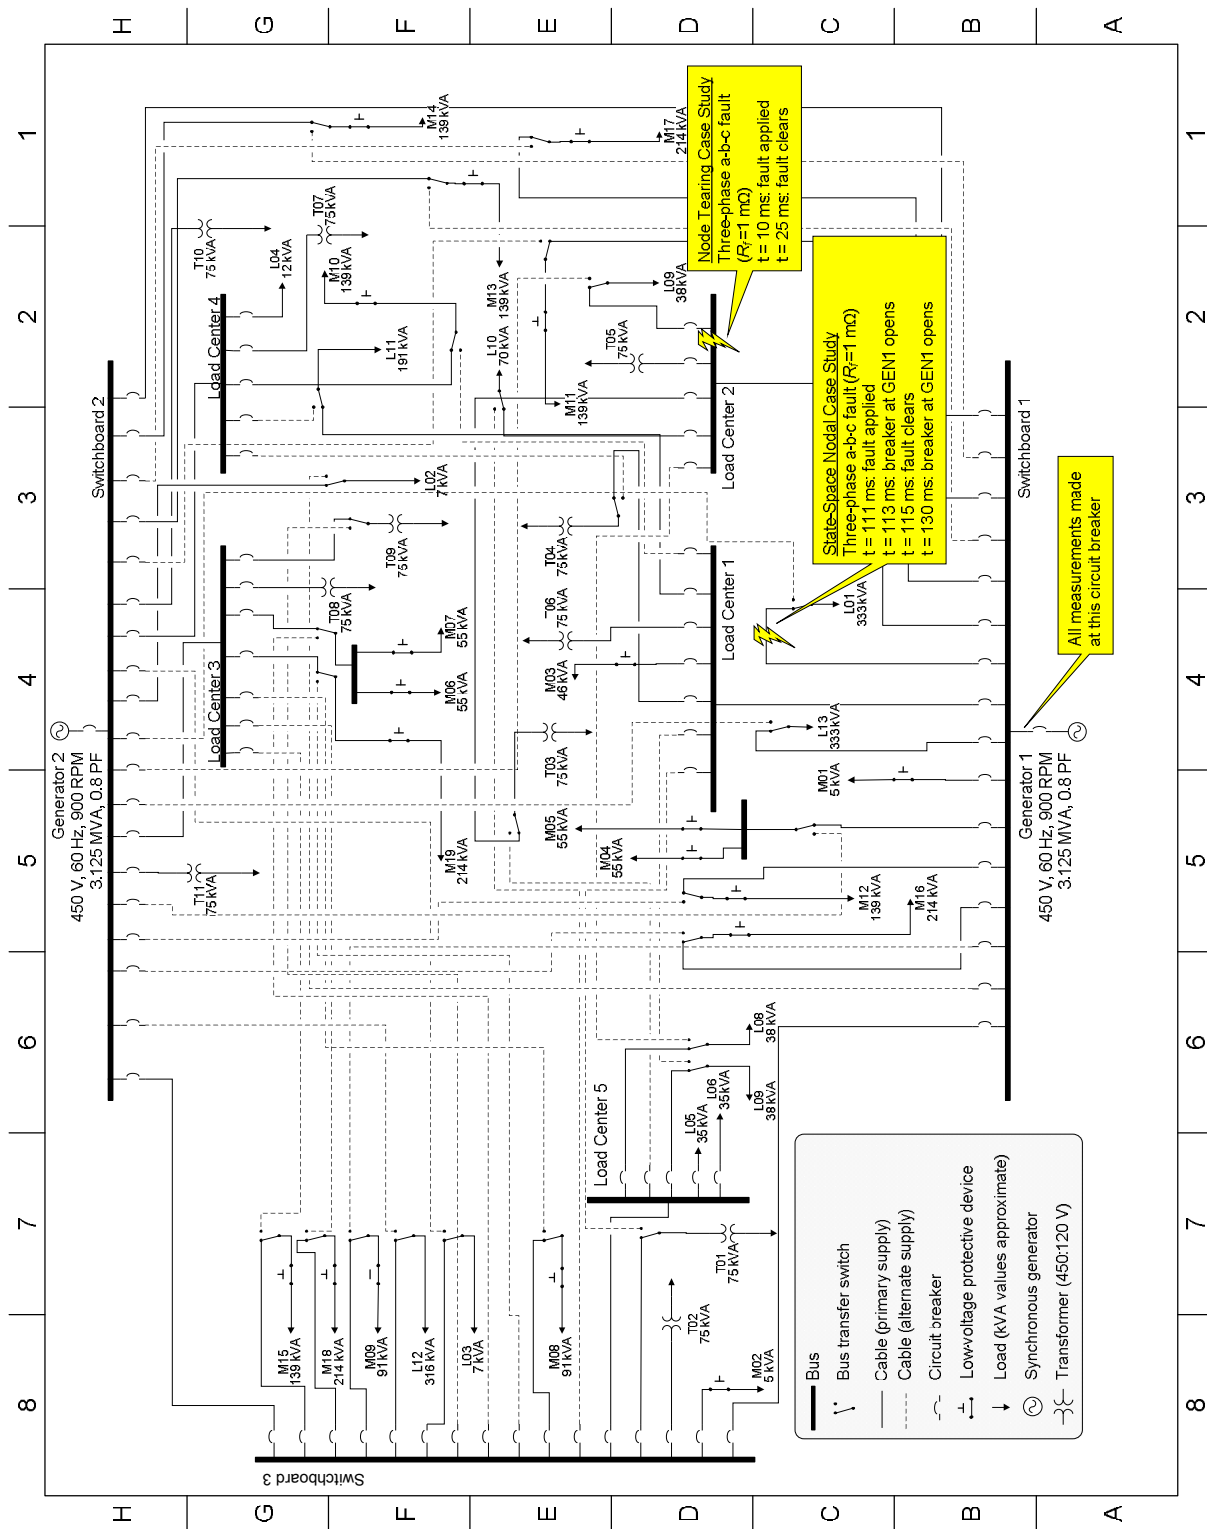 H
G
F
E
D
C
B
A
1
2
3
4
5
6
7
8
1
2
3
4
5
6
7
8
H
G
F
E
D
C
B
A
Generator 2
450 V, 60 Hz, 900 RPM
3.125 MVA, 0.8 PF
Switchboard 2
Load Center 4
Load Center 3
T10
75 kVA
L04
12 kVA
T07
75 kVA
M10
139 kVA
L11
191 kVA
M14
139 kVA
M17
214 kVA
M13
139 kVA
L10
70 kVA
M11
139 kVA
L09
38 kVA
T05
75 kVA
Load Center 2
Node Tearing Case Study
Three-phase a-b-c fault
(Rf=1 mΩ)
t = 10 ms: fault applied
t = 25 ms: fault clears
State-Space Nodal Case Study
Three-phase a-b-c fault (Rf=1 mΩ)
t = 111 ms: fault applied
t = 113 ms: breaker at GEN1 opens
t = 115 ms: fault clears
t = 130 ms: breaker at GEN1 opens
All measurements made
at this circuit breaker
Switchboard 1
Generator 1
450 V, 60 Hz, 900 RPM
3.125 MVA, 0.8 PF
L02
7 kVA
T09
75 kVA
T08
75 kVA
T04
75 kVA
T06
75 kVA
M07
55 kVA
M06
55 kVA
M03
46 kVA
T03
75 kVA
Load Center 1
L01
333 kVA
L13
333 kVA
M01
5 kVA
M05
55 kVA
M04
55 kVA
M19
214 kVA
T11
75 kVA
M12
139 kVA
M16
214 kVA
L08
38 kVA
L09
38 kVA
L06
35 kVA
L05
35 kVA
Load Center 5
T01
75 kVA
T02
75 kVA
M02
5 kVA
M15
139 kVA
M18
214 kVA
M09
91 kVA
L12
316 kVA
L03
7 kVA
M08
91 kVA
Switchboard 3
Bus
Bus transfer switch
Cable (primary supply)
Cable (alternate supply)
Circuit breaker
Low-voltage protective device
Load (kVA values approximate)
Synchronous generator
Transformer (450:120 V)